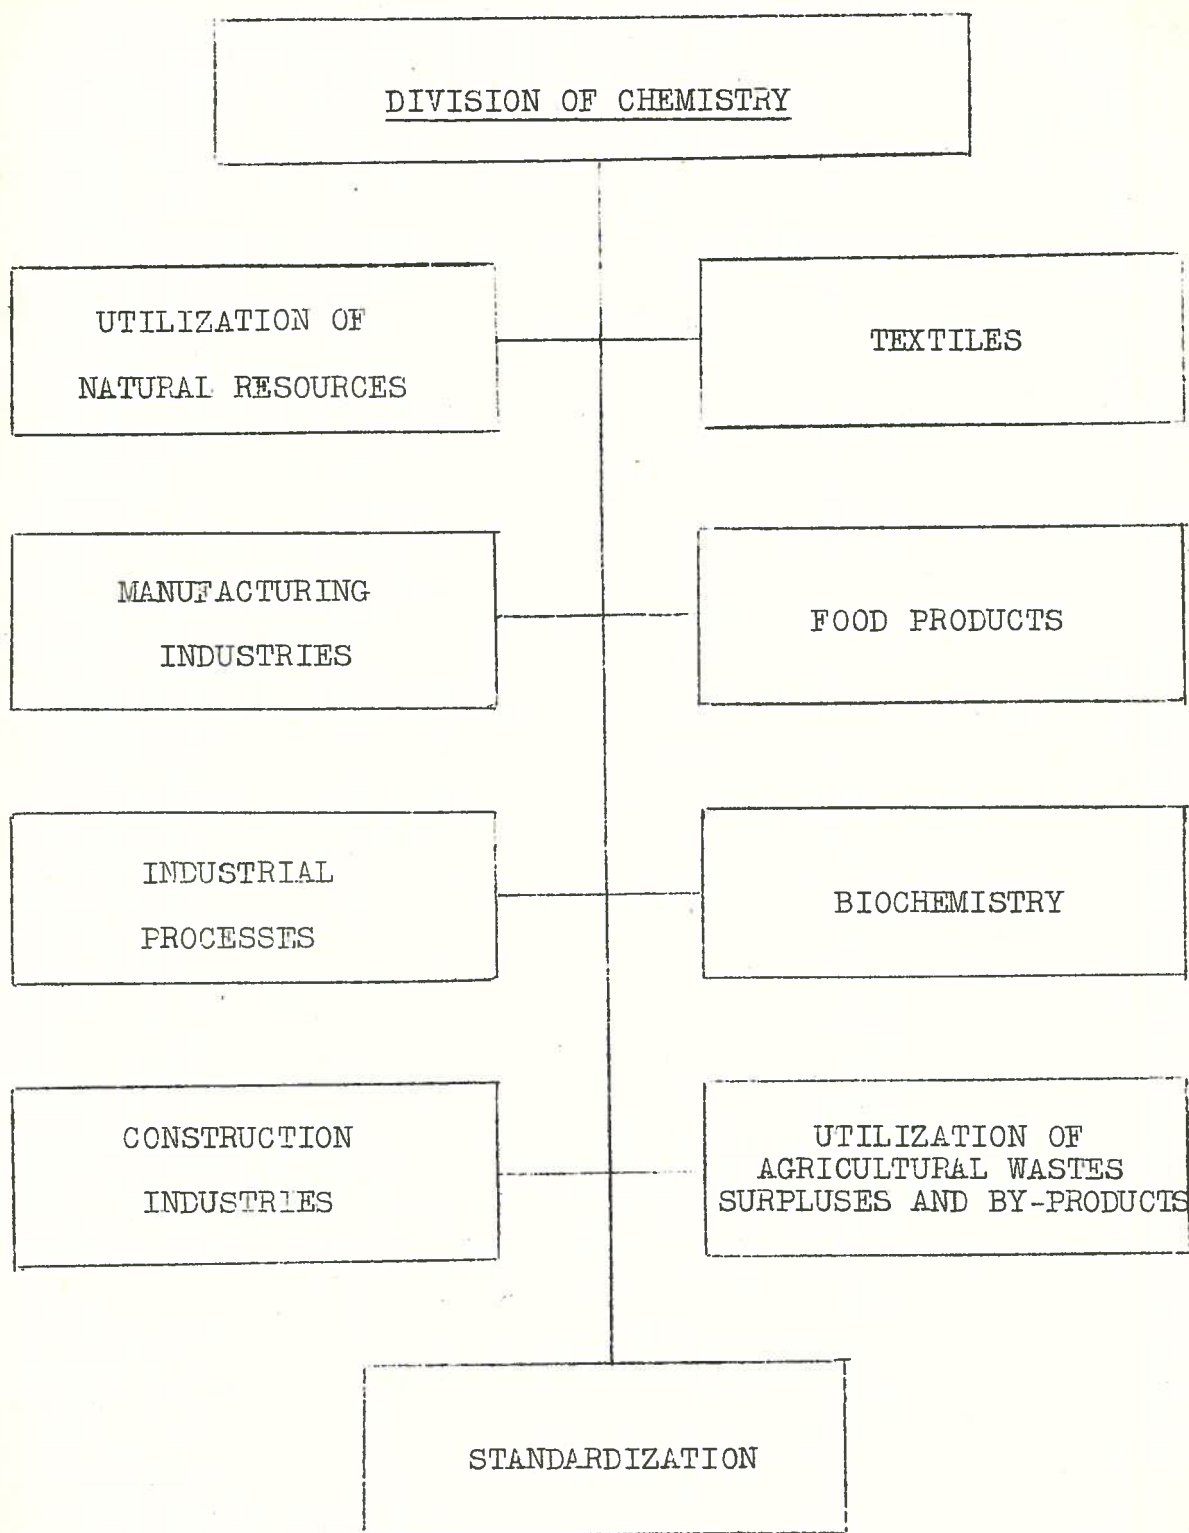 DIVISION OF CHEMISTRY
UTILIZATION OF
NATURAL RESOURCES
TEXTILES
MANUFACTURING
INDUSTRIES
FOOD PRODUCTS
INDUSTRIAL
PROCESSES
BIOCHEMISTRY
CONSTRUCTION
INDUSTRIES
UTILIZATION OF
AGRICULTURAL WASTES
SURPLUSES AND BY-PRODUCTS
STANDARDIZATION